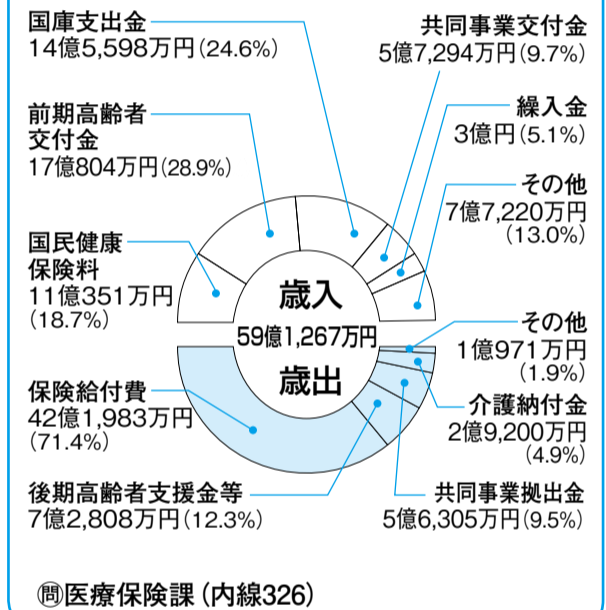 国庫支出金
14億5,598万円(24.6%)
前期高齢者
交付金
17億804万円(28.9%)
国民健康
保険料
11億351万円
(18.7%)
共同事業交付金
5億7,294万円(9.7%)
繰入金
3億円(5.1%)
その他
7億7,220万円
(13.0%)
歳入
59億1,267万円
歳出
保険給付費
42億1,983万円
(71.4%)
後期高齢者支援金等
7億2,808万円(12.3%)
その他
1億971万円
(1.9%)
介護納付金
2億9,200万円
(4.9%)
共同事業拠出金
5億6,305万円(9.5%)
㉄医療保険課(内線326)